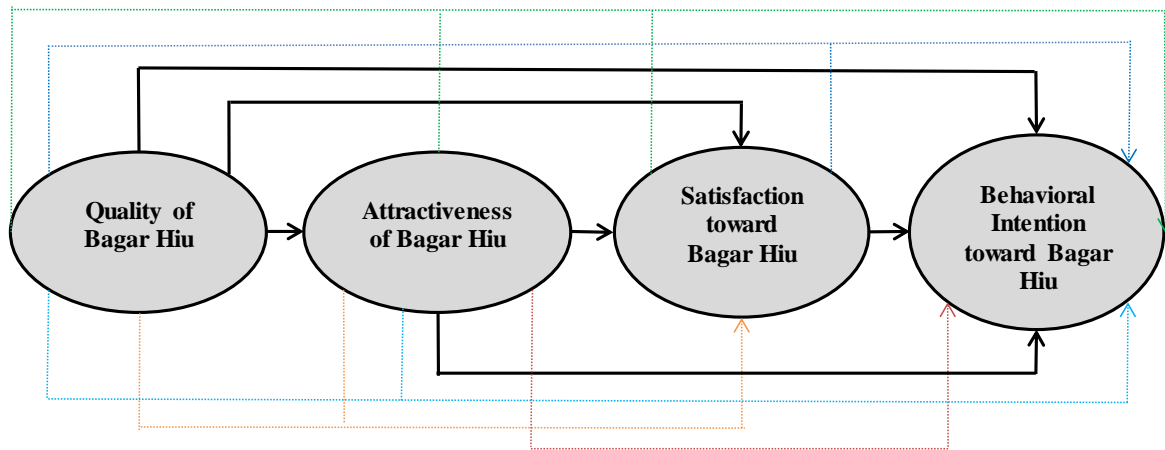 Quality of
Bagar Hiu
Attractiveness
of Bagar Hiu
Satisfaction
toward
Bagar Hiu
Behavioral
Intention
toward Bagar
Hiu